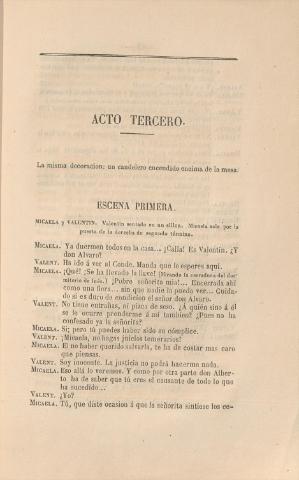 ACTO TERCERO.
La misma decoracion: un candelero encendido encima de la mesa.
ESCENA PRIMERA.
MICAELA y VALENTIN. Valentin sentado en un sillon. Micaela sale por la
puerta de la derecha de segundo término.
MICAELA. Ya duermen todos en la casa... ¡Calla! Es Valentin. ¿Y
don Alvaro?
VALENT. Ha ido á ver al Conde. Manda que le espere aquí.
MICAELA. ¡Qué! ¿Se ha llevado la llave! (Mirando la cerradura del dor-
mitorio de Inés.) ¡Pobre señorita mia!... Encerrada ahí
como una fiera... sin que nadie la pueda ver... Cuida-
do si es duro de condicion el señor don Alvaro.
VALENT. No tiene entrañas, ni pizca de seso. ¿A quién sino á él
se le ocurre prenderme á mí tambien? ¿Pues no ha
confesado ya la señorita?
MICAELA. Sí; pero tú puedes haber sido su cómplice.
VALENT. ¡Micaela, no hagas juicios temerarios!
MICAELA. El no haber querido salvarla, te ha de costar mas caro
que piensas.
VALENT. Soy inocente. La justicia no podrá hacerme nada.
MICAELA. Eso allá lo veremos. Y como por otra parte don Alber-
to ha de saber que tú eres el causante de todo lo que
ha sucedido...
VALENT. ¿Yo?
MICAELA. Tú, que diste ocasion á que la señorita sintiese los ce-